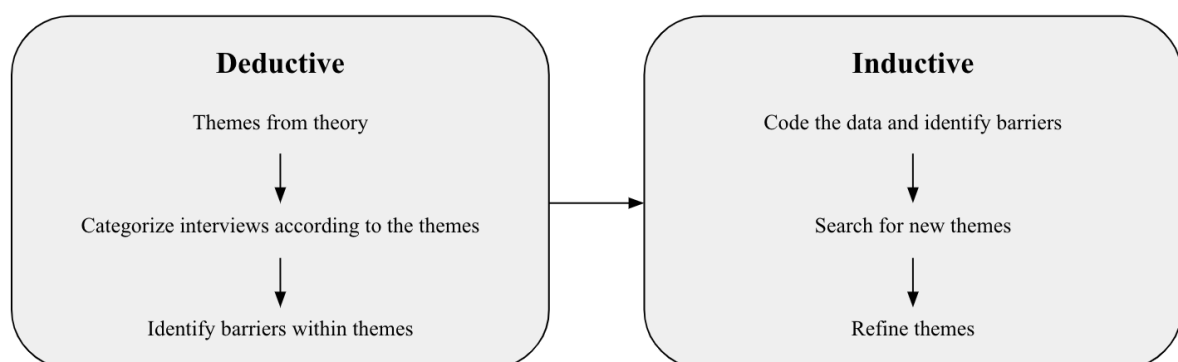 Deductive
Themes from theory
Categorize interviews according to the themes
Identify barriers within themes
Inductive
Code the data and identify barriers
Search for new themes
Refine themes